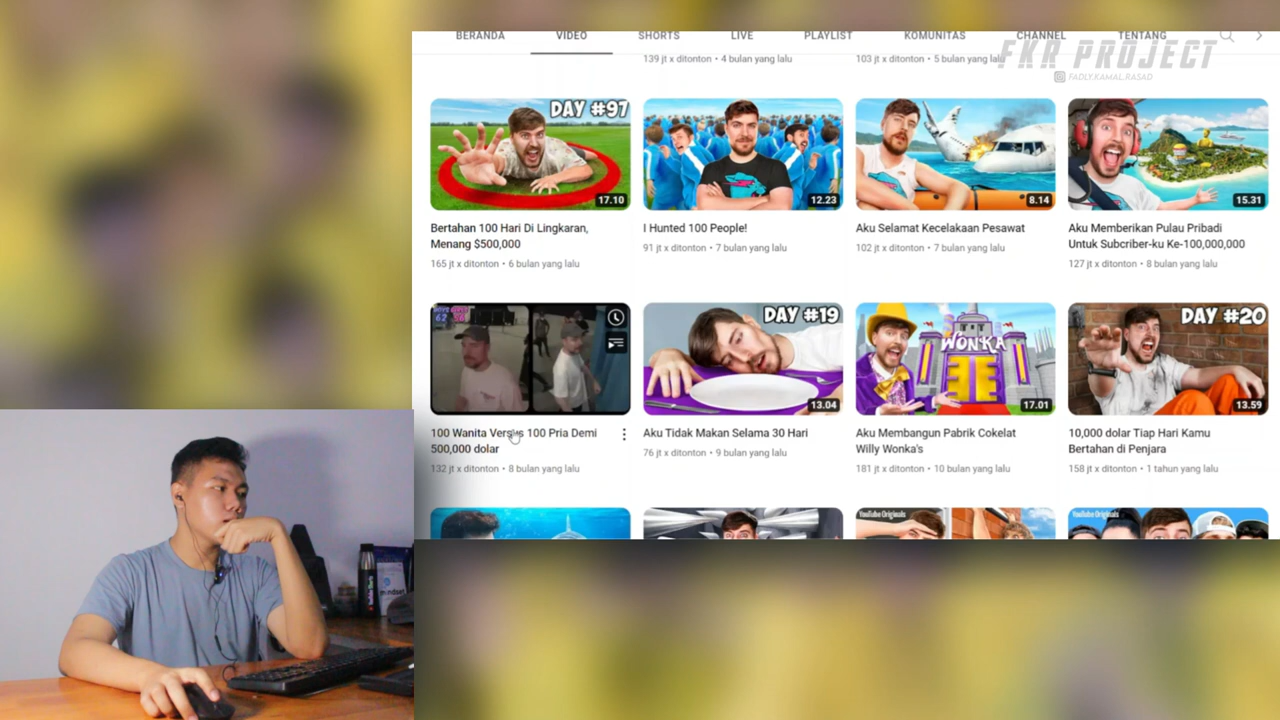 BERANDA VIDEO SHORTS LIVE PLAYLIST KOMUNITAS CHANNEL TENTANG
FKR PROJECT
FADLY.KAMAL.RASAD
139 jt x ditonton • 4 bulan yang lalu
103 jt x ditonton • 5 bulan yang lalu
DAY #97
17.10
12.23
8.14
15.31
Bertahan 100 Hari Di Lingkaran,
Menang $500,000
165 jt x ditonton • 6 bulan yang lalu
I Hunted 100 People!
91 jt x ditonton • 7 bulan yang lalu
Aku Selamat Kecelakaan Pesawat
102 jt x ditonton • 7 bulan yang lalu
Aku Memberikan Pulau Pribadi
Untuk Subcriber-ku Ke-100,000,000
127 jt x ditonton • 8 bulan yang lalu
DAY #19
13.04
WONKA
17.01
DAY #20
13.59
100 Wanita Versus 100 Pria Demi
500,000 dolar
132 jt x ditonton • 8 bulan yang lalu
Aku Tidak Makan Selama 30 Hari
76 jt x ditonton • 9 bulan yang lalu
Aku Membangun Pabrik Cokelat
Willy Wonka's
181 jt x ditonton • 10 bulan yang lalu
10,000 dolar Tiap Hari Kamu
Bertahan di Penjara
158 jt x ditonton • 1 tahun yang lalu
YouTube Originals
YouTube Originals
mindset